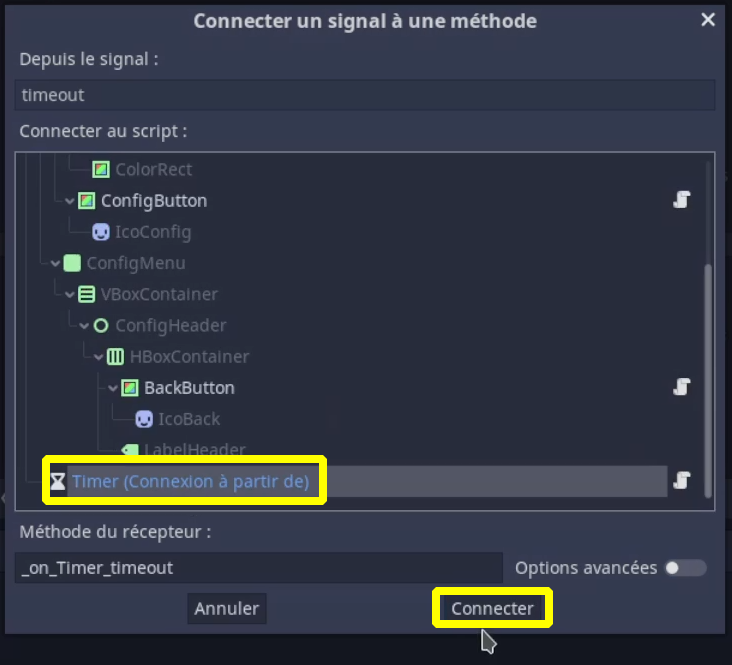 Connecter un signal à une méthode
Depuis le signal :
timeout
Connecter au script :
ColorRect
ConfigButton
IcoConfig
ConfigMenu
VBoxContainer
ConfigHeader
HBoxContainer
BackButton
IcoBack
LabelHeader
Timer (Connexion à partir de)
Méthode du récepteur :
_on_Timer_timeout
Options avancées
Annuler
Connecter